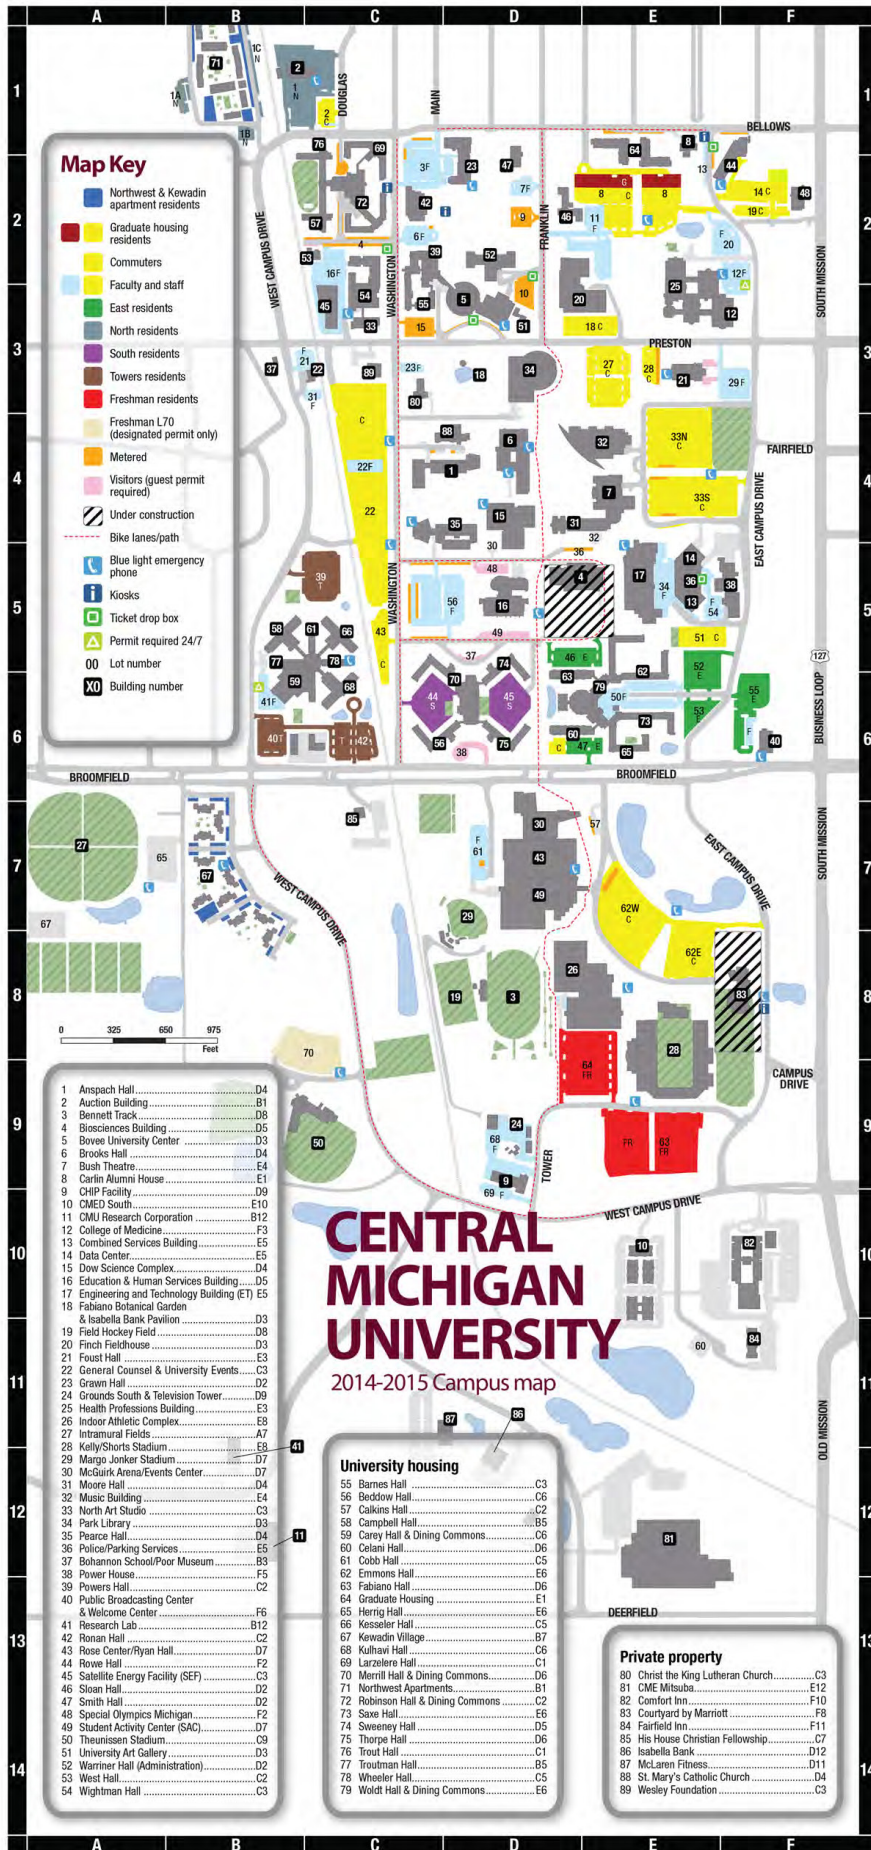 A B C D E F
CENTRAL
MICHIGAN
UNIVERSITY
2014-2015 Campus map
Map Key
Northwest & Kewadin
apartment residents
Graduate housing
residents
Commuters
Faculty and staff
East residents
North residents
South residents
Towers residents
Freshman residents
Freshman L70
(designated permit only)
Metered
Visitors (guest permit
required)
Under construction
Bike lanes/path
Blue light emergency
phone
Kiosks
Ticket drop box
Permit required 24/7
00 Lot number
X0 Building number
DOUGLAS
MAIN
BELLOWS
WEST CAMPUS DRIVE
WASHINGTON
FRANKLIN
SOUTH MISSION
PRESTON
FAIRFIELD
EAST CAMPUS DRIVE
WASHINGTON
127
BUSINESS LOOP
BROOMFIELD
BROOMFIELD
WEST CAMPUS DRIVE
EAST CAMPUS DRIVE
SOUTH MISSION
CAMPUS
DRIVE
TOWER
WEST CAMPUS DRIVE
OLD MISSION
DEERFIELD
0 325 650 975
Feet
1 Anspach Hall D4
2 Auction Building B1
3 Bennett Track D8
4 Biosciences Building D5
5 Bovee University Center D3
6 Brooks Hall D4
7 Bush Theatre E4
8 Carlin Alumni House E1
9 CHIP Facility D9
10 CMED South E10
11 CMU Research Corporation B12
12 College of Medicine F3
13 Combined Services Building E5
14 Data Center E5
15 Dow Science Complex D4
16 Education & Human Services Building D5
17 Engineering and Technology Building (ET) E5
18 Fabiano Botanical Garden
& Isabella Bank Pavilion D3
19 Field Hockey Field D8
20 Finch Fieldhouse D3
21 Foust Hall E3
22 General Counsel & University Events C3
23 Grawn Hall D2
24 Grounds South & Television Tower D9
25 Health Professions Building E3
26 Indoor Athletic Complex E8
27 Intramural Fields A7
28 Kelly/Shorts Stadium E8
29 Margo Jonker Stadium D7
30 McGuirk Arena/Events Center D7
31 Moore Hall D4
32 Music Building E4
33 North Art Studio C3
34 Park Library D3
35 Pearce Hall D4
36 Police/Parking Services E5
37 Bohannon School/Poor Museum B3
38 Power House F5
39 Powers Hall C2
40 Public Broadcasting Center
& Welcome Center F6
41 Research Lab B12
42 Ronan Hall C2
43 Rose Center/Ryan Hall D7
44 Rowe Hall F2
45 Satellite Energy Facility (SEF) C3
46 Sloan Hall D2
47 Smith Hall D2
48 Special Olympics Michigan F2
49 Student Activity Center (SAC) D7
50 Theunissen Stadium C9
51 University Art Gallery D3
52 Warriner Hall (Administration) D2
53 West Hall C2
54 Wightman Hall C3
University housing
55 Barnes Hall C3
56 Beddow Hall C6
57 Calkins Hall C2
58 Campbell Hall B5
59 Carey Hall & Dining Commons C6
60 Celani Hall D6
61 Cobb Hall C5
62 Emmons Hall E6
63 Fabiano Hall D6
64 Graduate Housing E1
65 Herrig Hall E6
66 Kesseler Hall C5
67 Kewadin Village B7
68 Kulhavi Hall C6
69 Larzelere Hall C1
70 Merrill Hall & Dining Commons D6
71 Northwest Apartments B1
72 Robinson Hall & Dining Commons C2
73 Saxe Hall E6
74 Sweeney Hall D5
75 Thorpe Hall D6
76 Trout Hall C1
77 Troutman Hall B5
78 Wheeler Hall C5
79 Woldt Hall & Dining Commons E6
Private property
80 Christ the King Lutheran Church C3
81 CME Mitsuba E12
82 Comfort Inn F10
83 Courtyard by Marriott F8
84 Fairfield Inn F11
85 His House Christian Fellowship C7
86 Isabella Bank D12
87 McLaren Fitness D11
88 St. Mary's Catholic Church D4
89 Wesley Foundation C3
A B C D E F